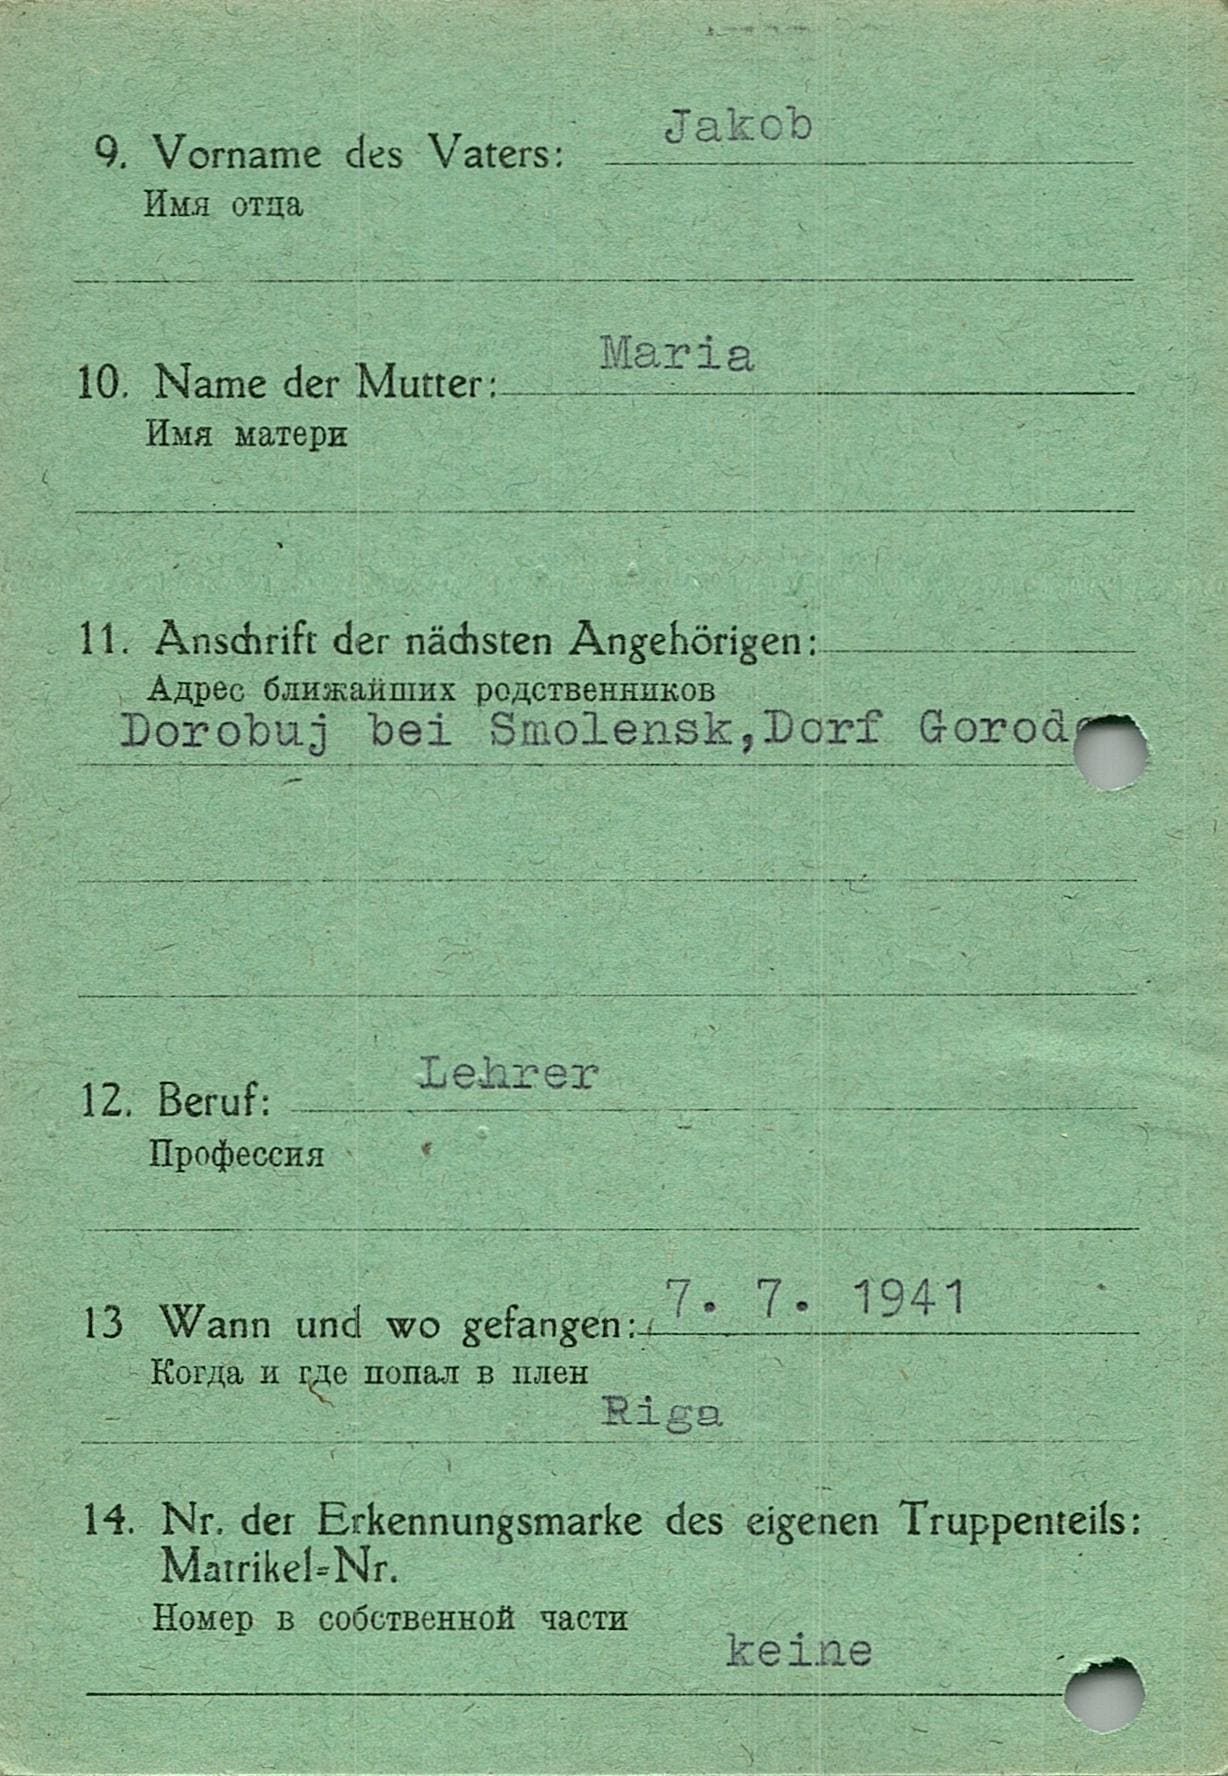 9. Vorname des Vaters: Jakob
Имя отца
10. Name der Mutter: Maria
Имя матери
11. Anschrift der nächsten Angehörigen:
Адрес ближайших родственников
Dorobuj bei Smolensk, Dorf
12. Beruf: Lehrer
Профессия
13 Wann und wo gefangen: 7. 7. 1941
Когда и где попал в плен
Riga
14. Nr. der Erkennungsmarke des eigenen Truppenteils:
Matrikel=Nr.
Номер в собственной части
keine